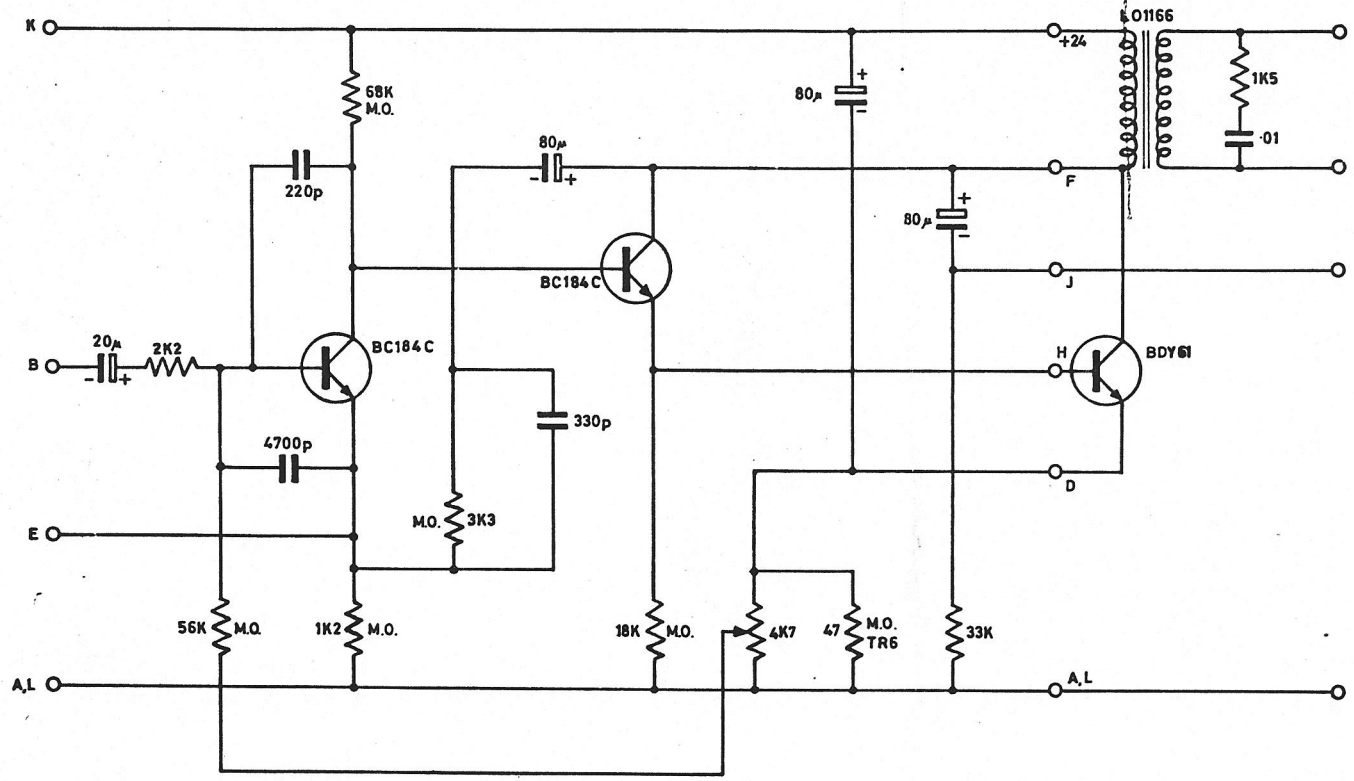 K
+24
L01166
68K
M.O.
80μ
+
-
1K5
·01
220p
80μ
- +
F
80μ
+
-
BC184C
J
20μ
2K2
B
- +
BC184C
H
BDY61
330p
4700p
D
M.O.
3K3
E
56K
M.O.
1K2
M.O.
18K
M.O.
4K7
47
M.O.
TR6
33K
A,L
A,L